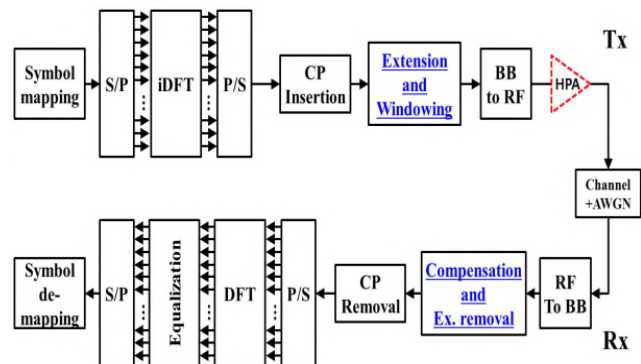 Symbol
mapping
S/P
iDFT
P/S
CP
Insertion
Extension
and
Windowing
BB
to RF
HPA
Tx
Channel
+AWGN
Symbol
de-
mapping
S/P
Equalization
DFT
P/S
CP
Removal
Compensation
and
Ex. removal
RF
To BB
Rx